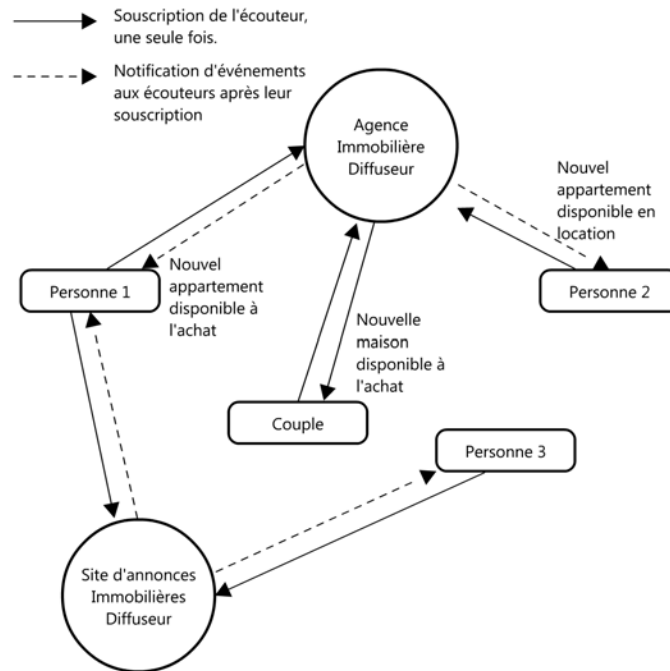 Souscription de l'écouteur,
une seule fois.
Notification d'événements
aux écouteurs après leur
souscription
Agence
Immobilière
Diffuseur
Nouvel
appartement
disponible en
location
Nouvel
appartement
disponible à
l'achat
Personne 1
Personne 2
Nouvelle
maison
disponible à
l'achat
Couple
Personne 3
Site d'annonces
Immobilières
Diffuseur